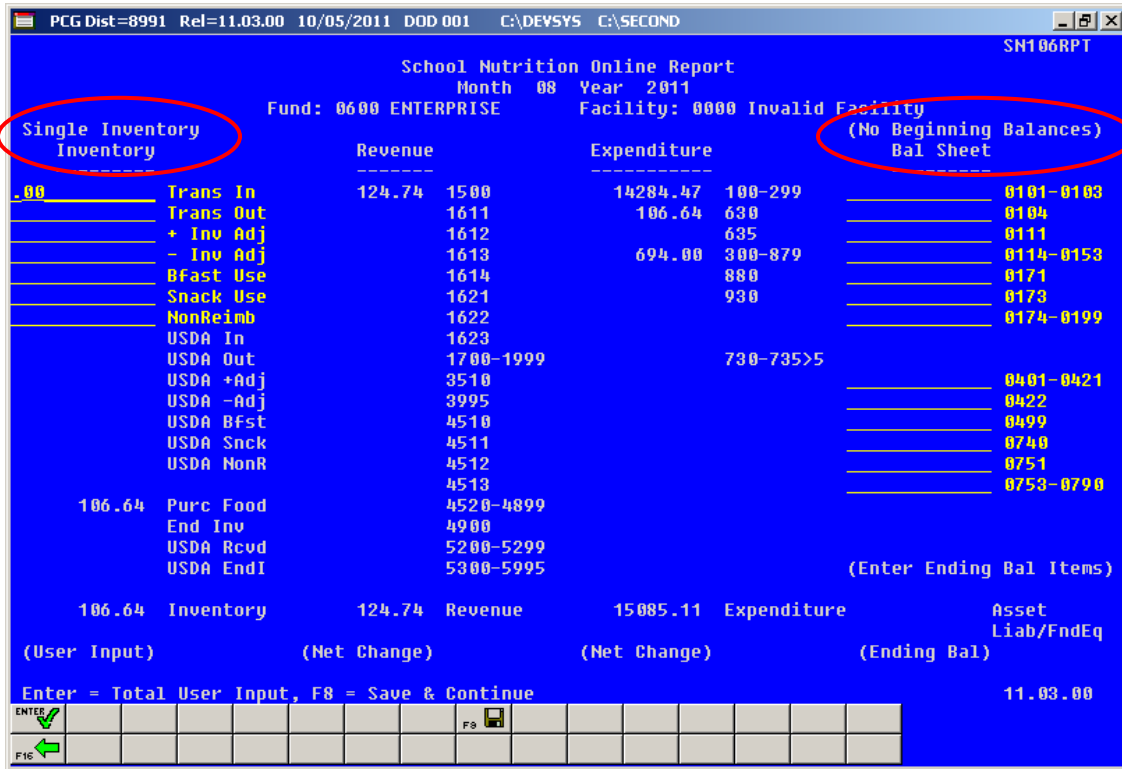 PCG Dist=8991 Rel=11.03.00 10/05/2011 DOD 001 C:\DEVSYS C:\SECOND
SN106RPT
School Nutrition Online Report
Month 08 Year 2011
Fund: 0600 ENTERPRISE Facility: 0000 Invalid Facility
Single Inventory (No Beginning Balances)
Inventory Revenue Expenditure Bal Sheet
--------- ------- ----------- ---------
.00 Trans In 124.74 1500 14284.47 100-299 0101-0103
Trans Out 1611 106.64 630 0104
+ Inv Adj 1612 635 0111
- Inv Adj 1613 694.00 300-879 0114-0153
Bfast Use 1614 880 0171
Snack Use 1621 930 0173
NonReimb 1622 0174-0199
USDA In 1623
USDA Out 1700-1999 730-735>5
USDA +Adj 3510 0401-0421
USDA -Adj 3995 0422
USDA Bfst 4510 0499
USDA Snck 4511 0740
USDA NonR 4512 0751
4513 0753-0790
106.64 Purc Food 4520-4899
End Inv 4900
USDA Rcvd 5200-5299
USDA EndI 5300-5995 (Enter Ending Bal Items)
106.64 Inventory 124.74 Revenue 15085.11 Expenditure Asset
Liab/FndEq
(User Input) (Net Change) (Net Change) (Ending Bal)
Enter = Total User Input, F8 = Save & Continue 11.03.00
ENTER F8
F16